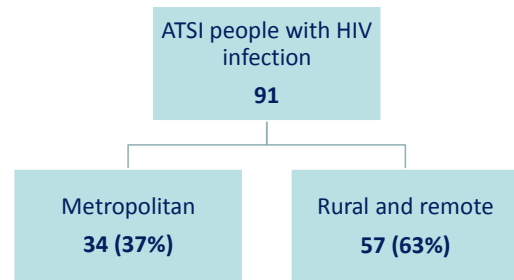 ATSI people with HIV
infection
91
Metropolitan
34 (37%)
Rural and remote
57 (63%)